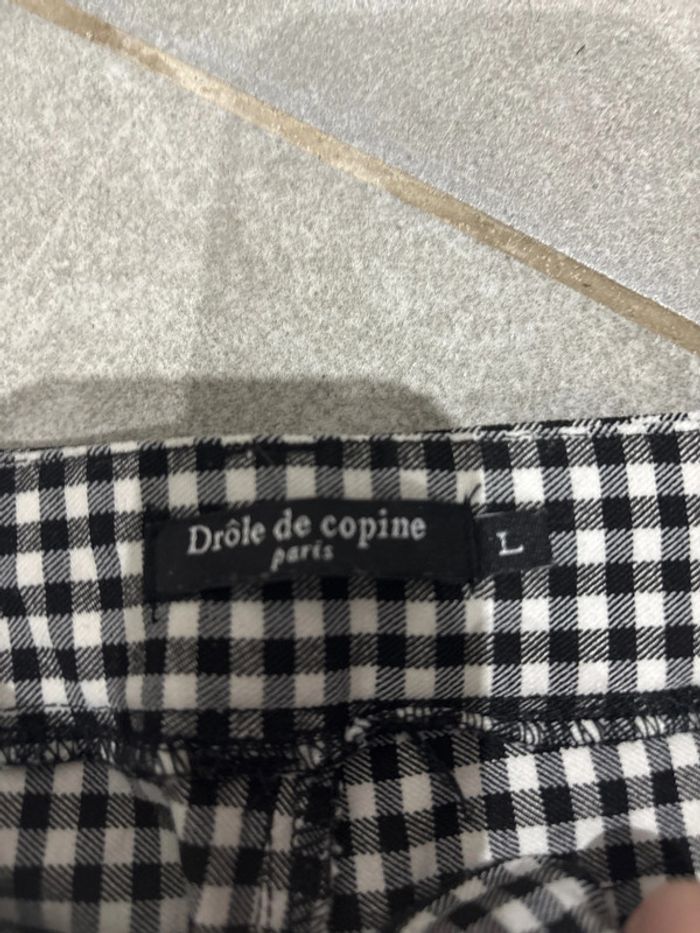 Drôle de copine
paris
L